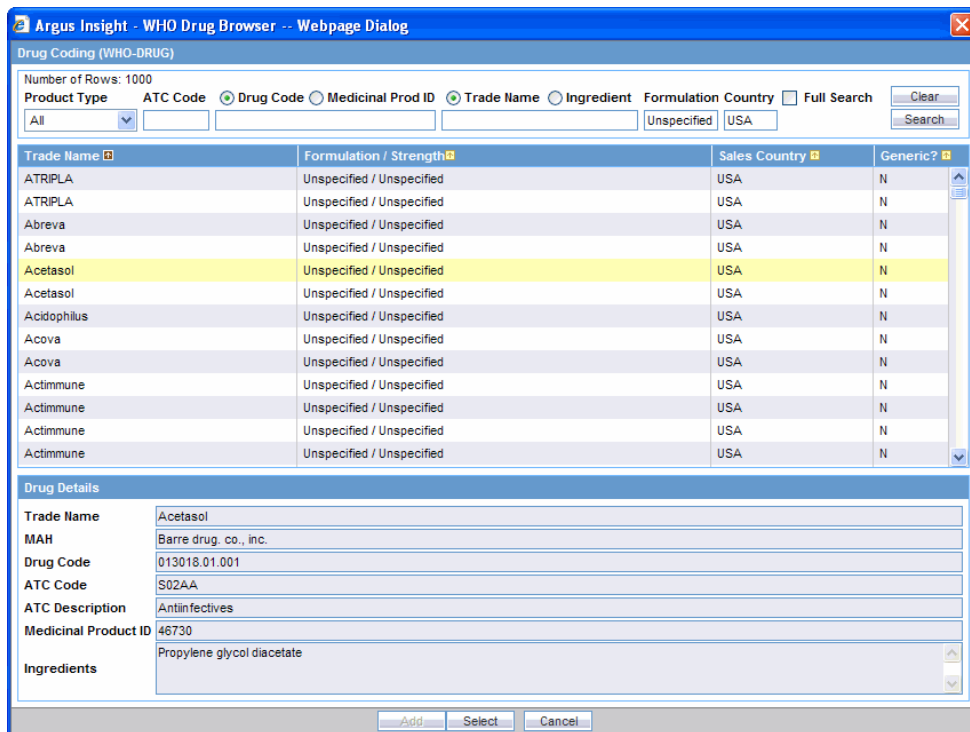 Argus Insight - WHO Drug Browser -- Webpage Dialog
Drug Coding (WHO-DRUG)
Number of Rows: 1000
Product Type ATC Code Drug Code Medicinal Prod ID Trade Name Ingredient Formulation Country Full Search Clear
All Unspecified USA Search
Trade Name Formulation / Strength Sales Country Generic?
ATRIPLA Unspecified / Unspecified USA N
ATRIPLA Unspecified / Unspecified USA N
Abreva Unspecified / Unspecified USA N
Abreva Unspecified / Unspecified USA N
Acetasol Unspecified / Unspecified USA N
Acetasol Unspecified / Unspecified USA N
Acidophilus Unspecified / Unspecified USA N
Acova Unspecified / Unspecified USA N
Acova Unspecified / Unspecified USA N
Actimmune Unspecified / Unspecified USA N
Actimmune Unspecified / Unspecified USA N
Actimmune Unspecified / Unspecified USA N
Actimmune Unspecified / Unspecified USA N
Drug Details
Trade Name Acetasol
MAH Barre drug. co., inc.
Drug Code 013018.01.001
ATC Code S02AA
ATC Description Antiinfectives
Medicinal Product ID 46730
Ingredients Propylene glycol diacetate
Add Select Cancel